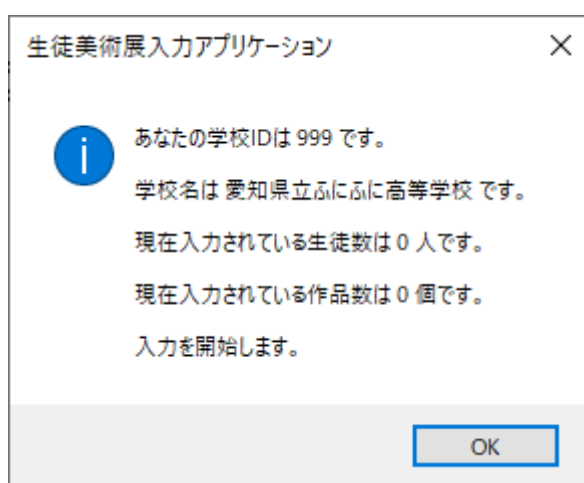 生徒美術展入力アプリケーション
あなたの学校IDは 999 です。
学校名は 愛知県立ふにふに高等学校 です。
現在入力されている生徒数は 0 人です。
現在入力されている作品数は 0 個です。
入力を開始します。
OK